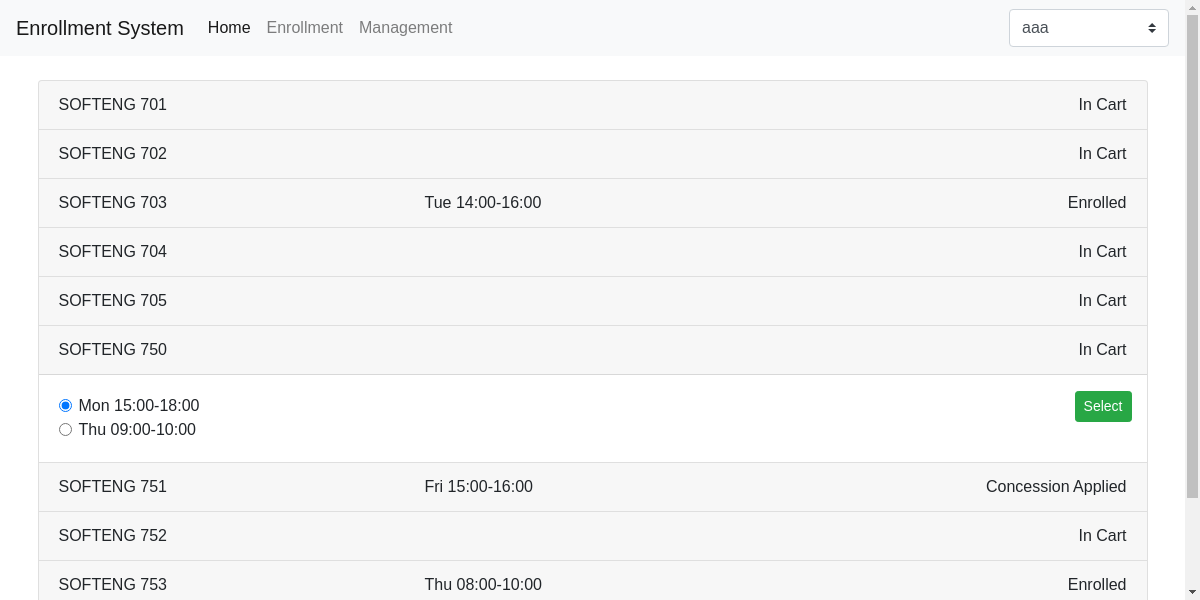 Enrollment System Home Enrollment Management aaa
SOFTENG 701 In Cart
SOFTENG 702 In Cart
SOFTENG 703 Tue 14:00-16:00 Enrolled
SOFTENG 704 In Cart
SOFTENG 705 In Cart
SOFTENG 750 In Cart
Mon 15:00-18:00 Select
Thu 09:00-10:00
SOFTENG 751 Fri 15:00-16:00 Concession Applied
SOFTENG 752 In Cart
SOFTENG 753 Thu 08:00-10:00 Enrolled